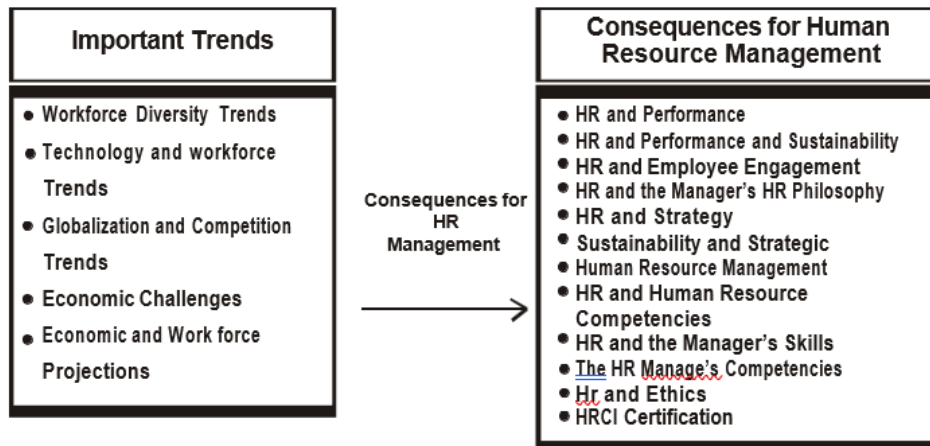 Important Trends
● Workforce Diversity Trends
● Technology and workforce
Trends
● Globalization and Competition
Trends
● Economic Challenges
● Economic and Work force
Projections
Consequences for
HR
Management
Consequences for Human
Resource Management
● HR and Performance
● HR and Performance and Sustainability
● HR and Employee Engagement
● HR and the Manager's HR Philosophy
● HR and Strategy
● Sustainability and Strategic
● Human Resource Management
● HR and Human Resource
Competencies
● HR and the Manager's Skills
● The HR Manage's Competencies
● Hr and Ethics
● HRCI Certification